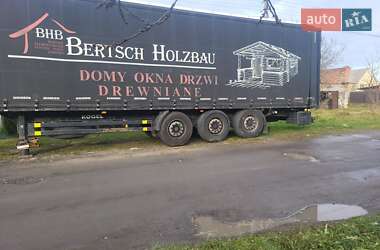 BHB
BERTSCH HOLZBAU
DOMY OKNA DRZWI
DREWNIANE
KOGEL
auto RIA